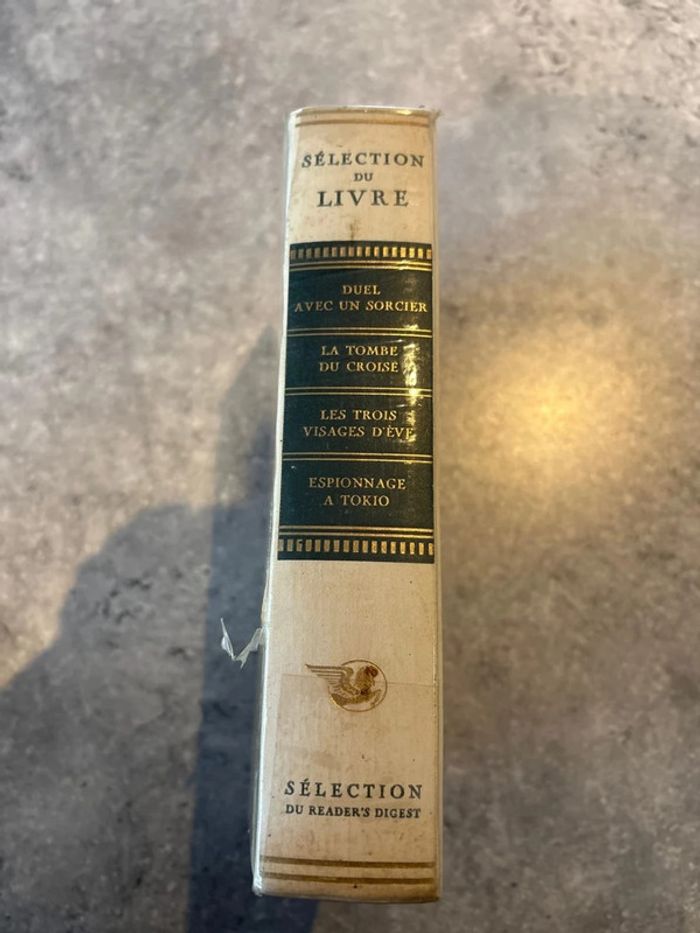 SÉLECTION
DU
LIVRE
DUEL
AVEC UN SORCIER
LA TOMBE
DU CROISÉ
LES TROIS
VISAGES D'ÈVE
ESPIONNAGE
A TOKIO
SÉLECTION
DU READER'S DIGEST